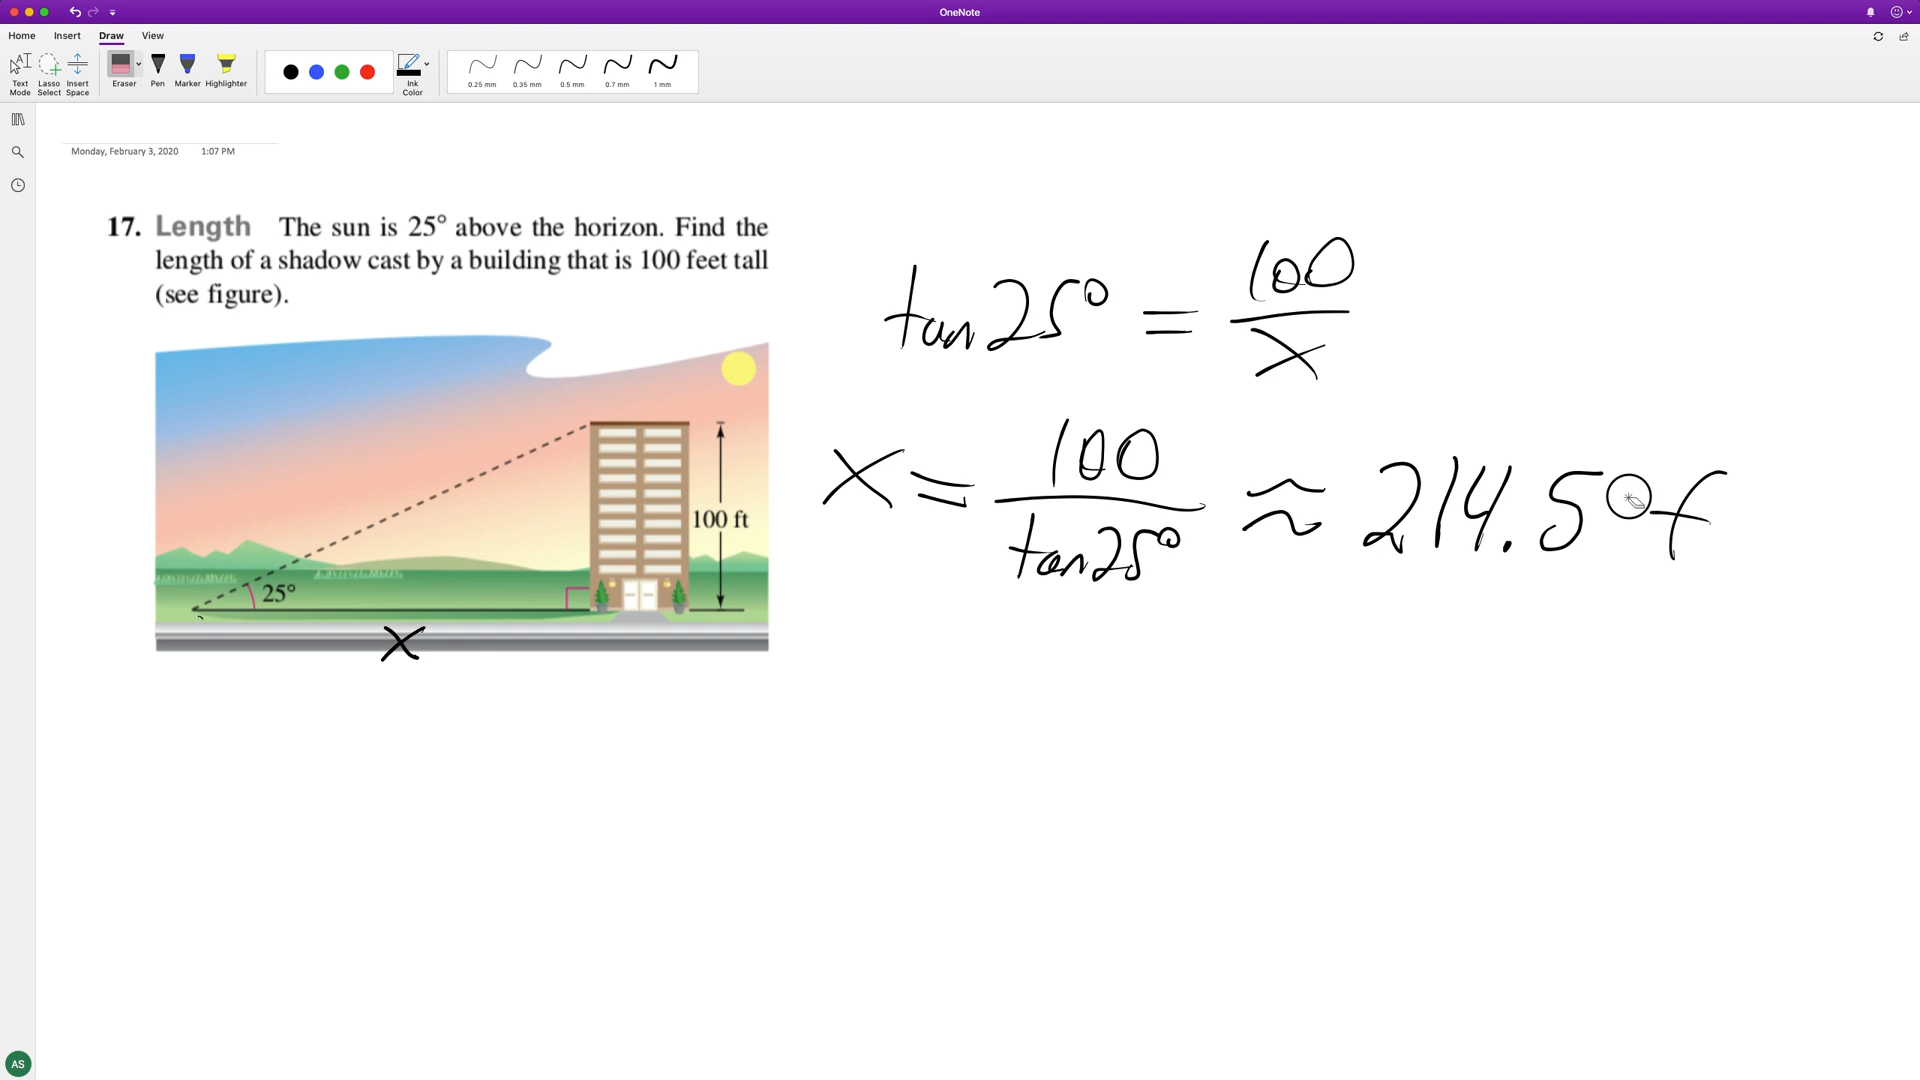 OneNote
Home Insert Draw View
Text Mode
Lasso Select
Insert Space
Eraser
Pen
Marker
Highlighter
Ink Color
0.25 mm
0.35 mm
0.5 mm
0.7 mm
1 mm
Monday, February 3, 2020 1:07 PM
17. Length The sun is 25° above the horizon. Find the
length of a shadow cast by a building that is 100 feet tall
(see figure).
100 ft
25°
x
tan 25° = 100/x
x = 100/tan 25° ≈ 214.5° f
AS